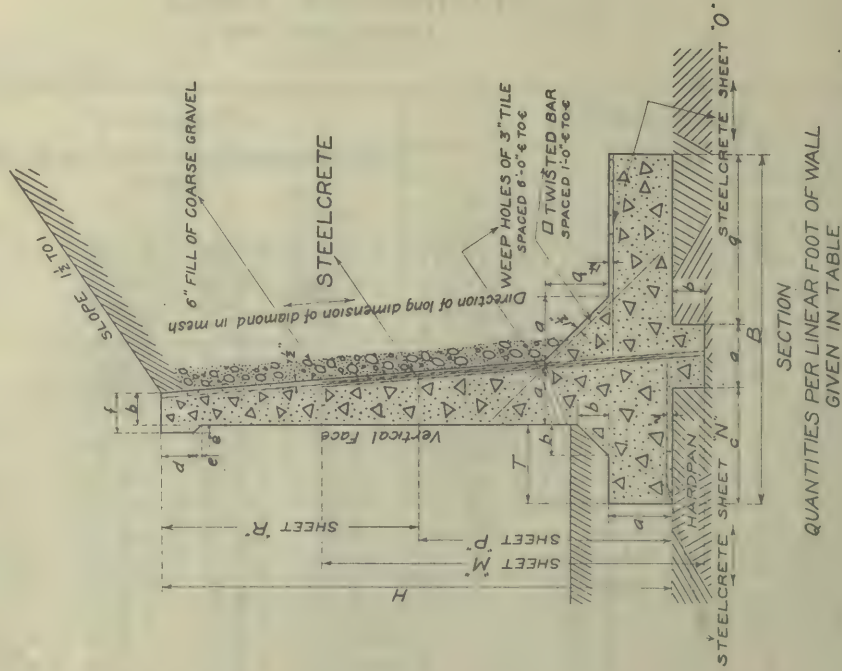 SLOPE 1½ TO 1
6" FILL OF COARSE GRAVEL
STEELCRETE
Direction of long dimension of diamond in mesh
WEEP HOLES OF 3" TILE
SPACED 6'-0" ¢ TO ¢
□ TWISTED BAR
SPACED 1'-0" ¢ TO ¢
Vertical Face
f
b
d
e
e
1½"
a
a
a
a
b
b
T
H
SHEET "R"
SHEET "P"
SHEET "M"
a
HARDPAN
b
STEELCRETE SHEET "N"
c
a
g
B
STEELCRETE SHEET "O"
SECTION
QUANTITIES PER LINEAR FOOT OF WALL
GIVEN IN TABLE